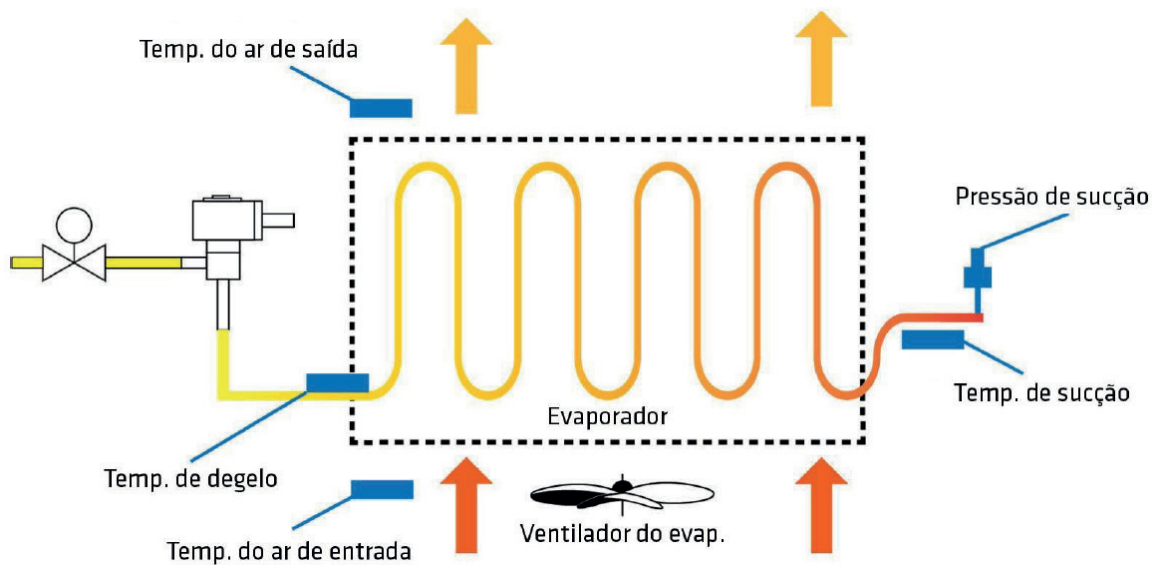 Temp. do ar de saída
Pressão de sucção
Temp. de sucção
Evaporador
Temp. de degelo
Ventilador do evap.
Temp. do ar de entrada